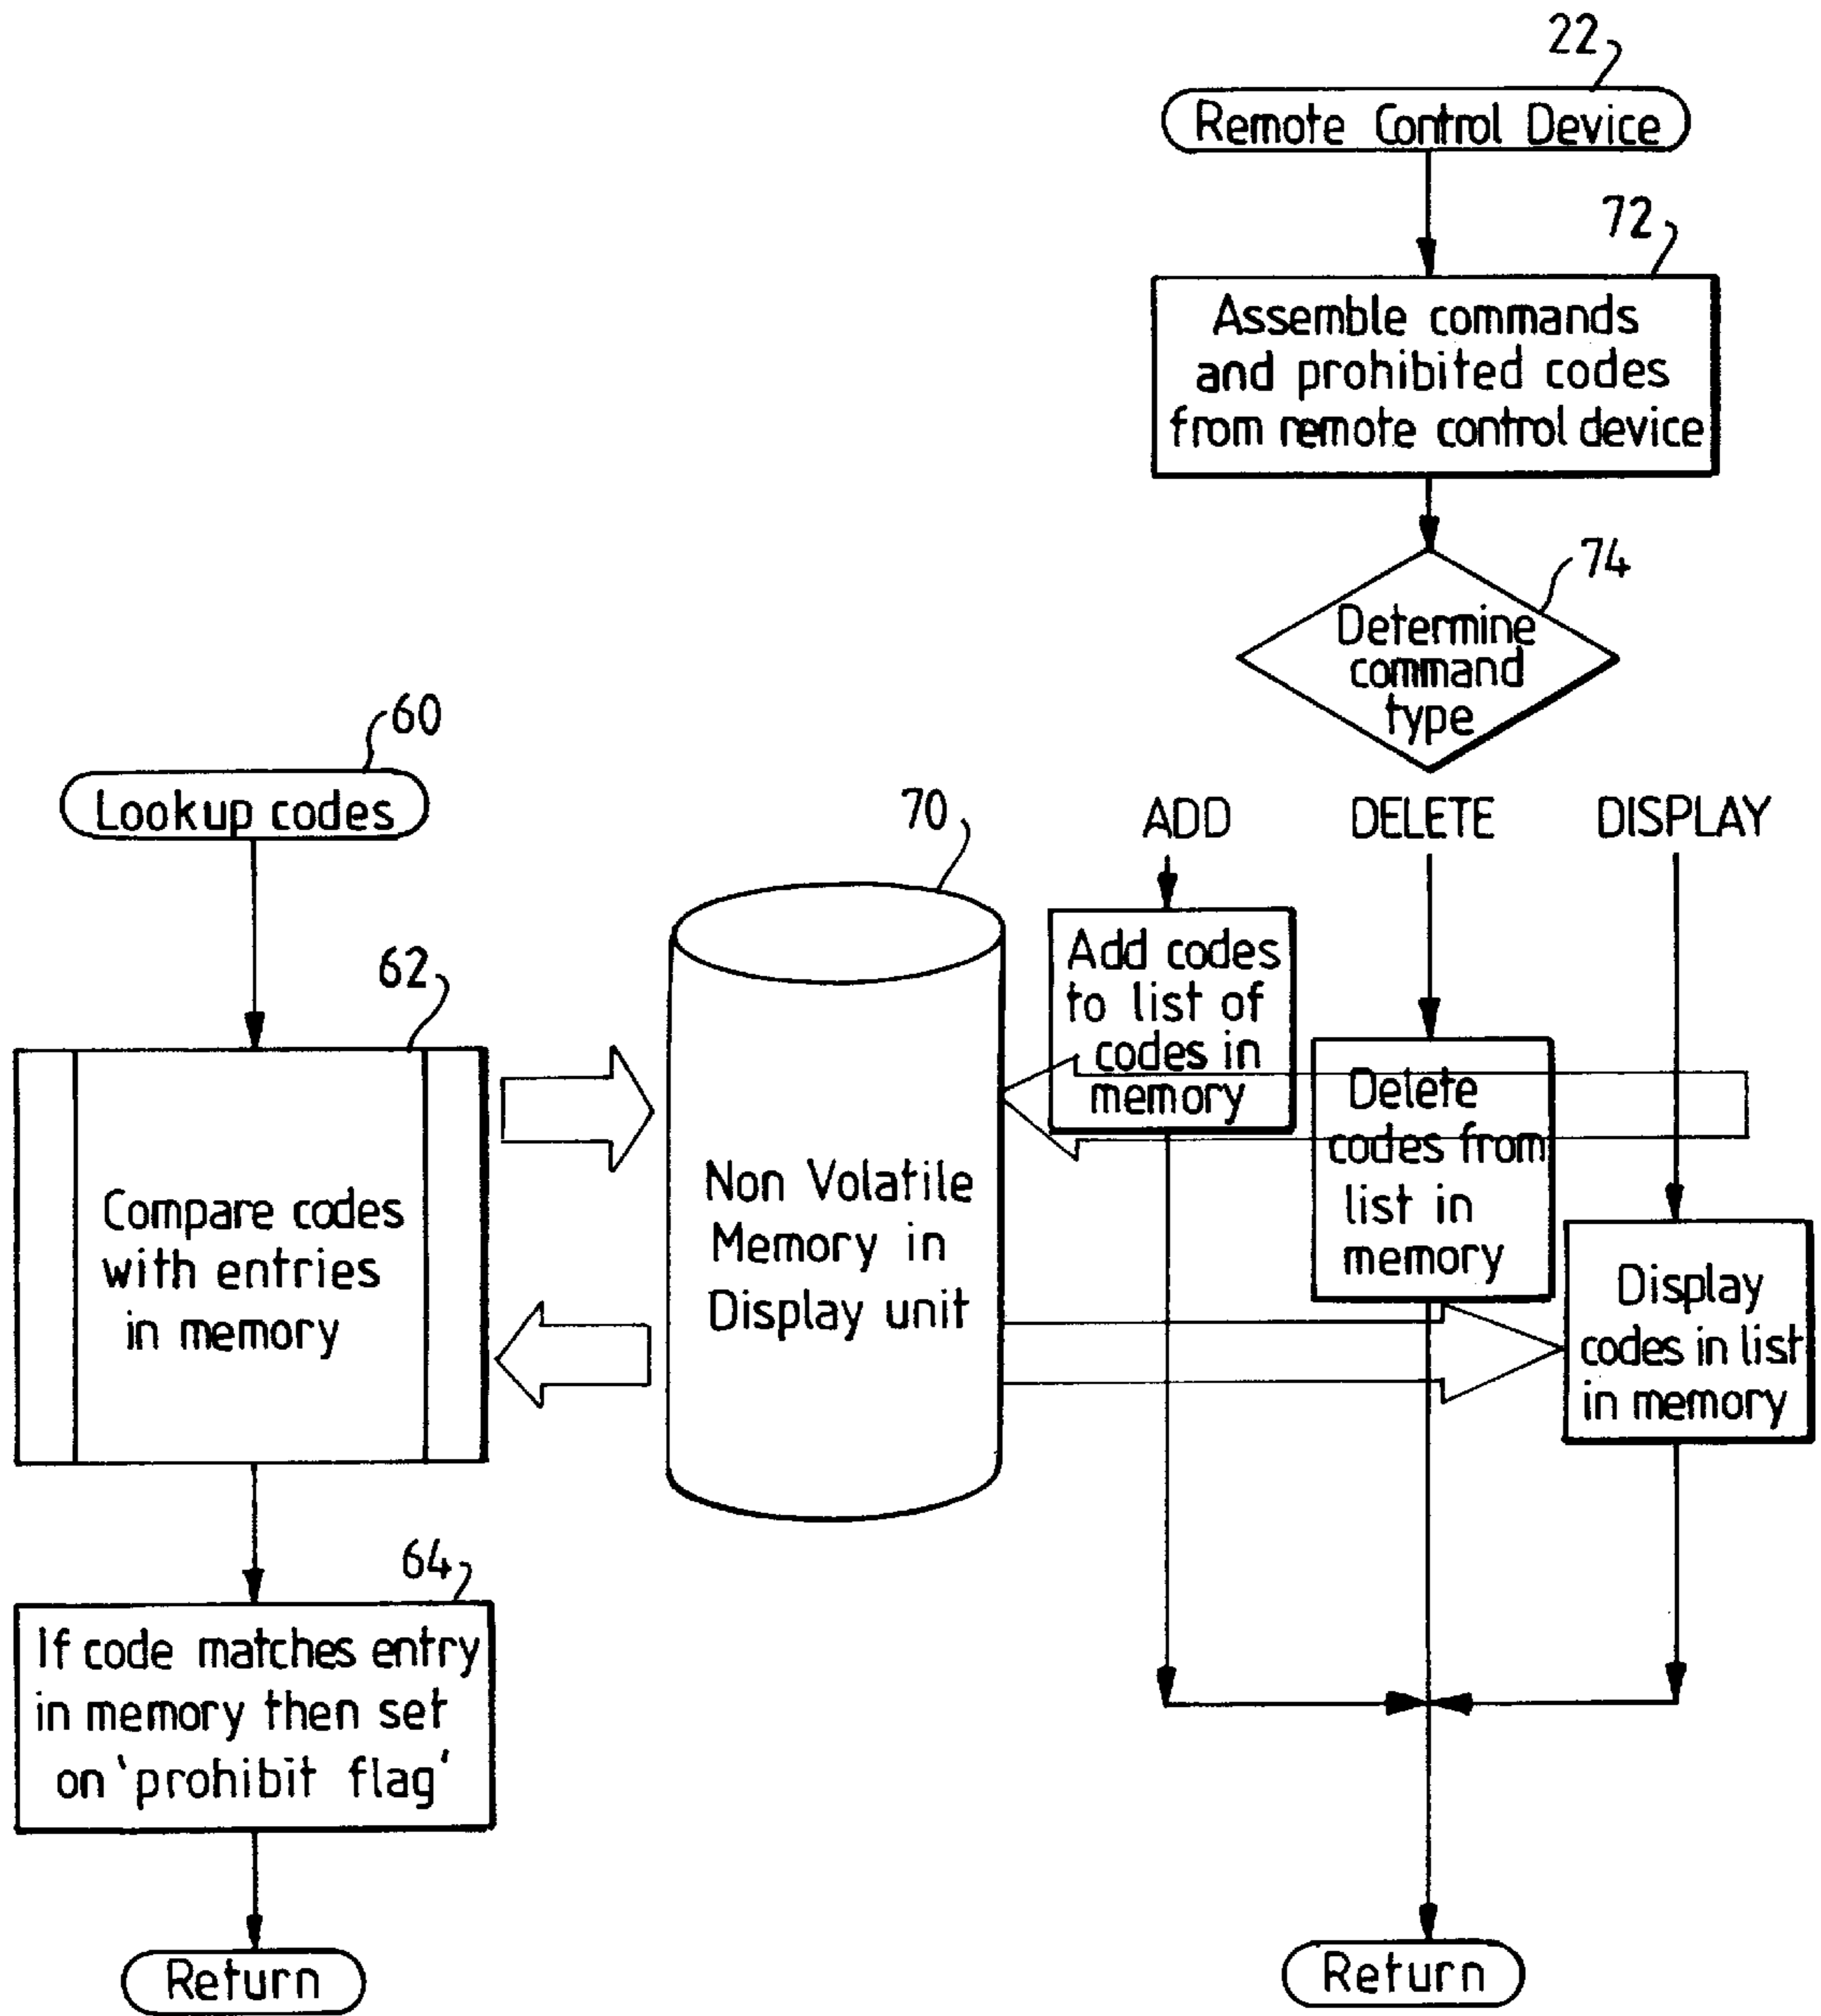 22
Remote Control Device
72
Assemble commands
and prohibited codes
from remote control device
74
Determine
command
type
ADD
DELETE
DISPLAY
60
Lookup codes
70
62
Compare codes
with entries
in memory
Non Volatile
Memory in
Display unit
Add codes
to list of
codes in
memory
Delete
codes from
list in
memory
Display
codes in list
in memory
64
If code matches entry
in memory then set
on 'prohibit flag'
Return
Return